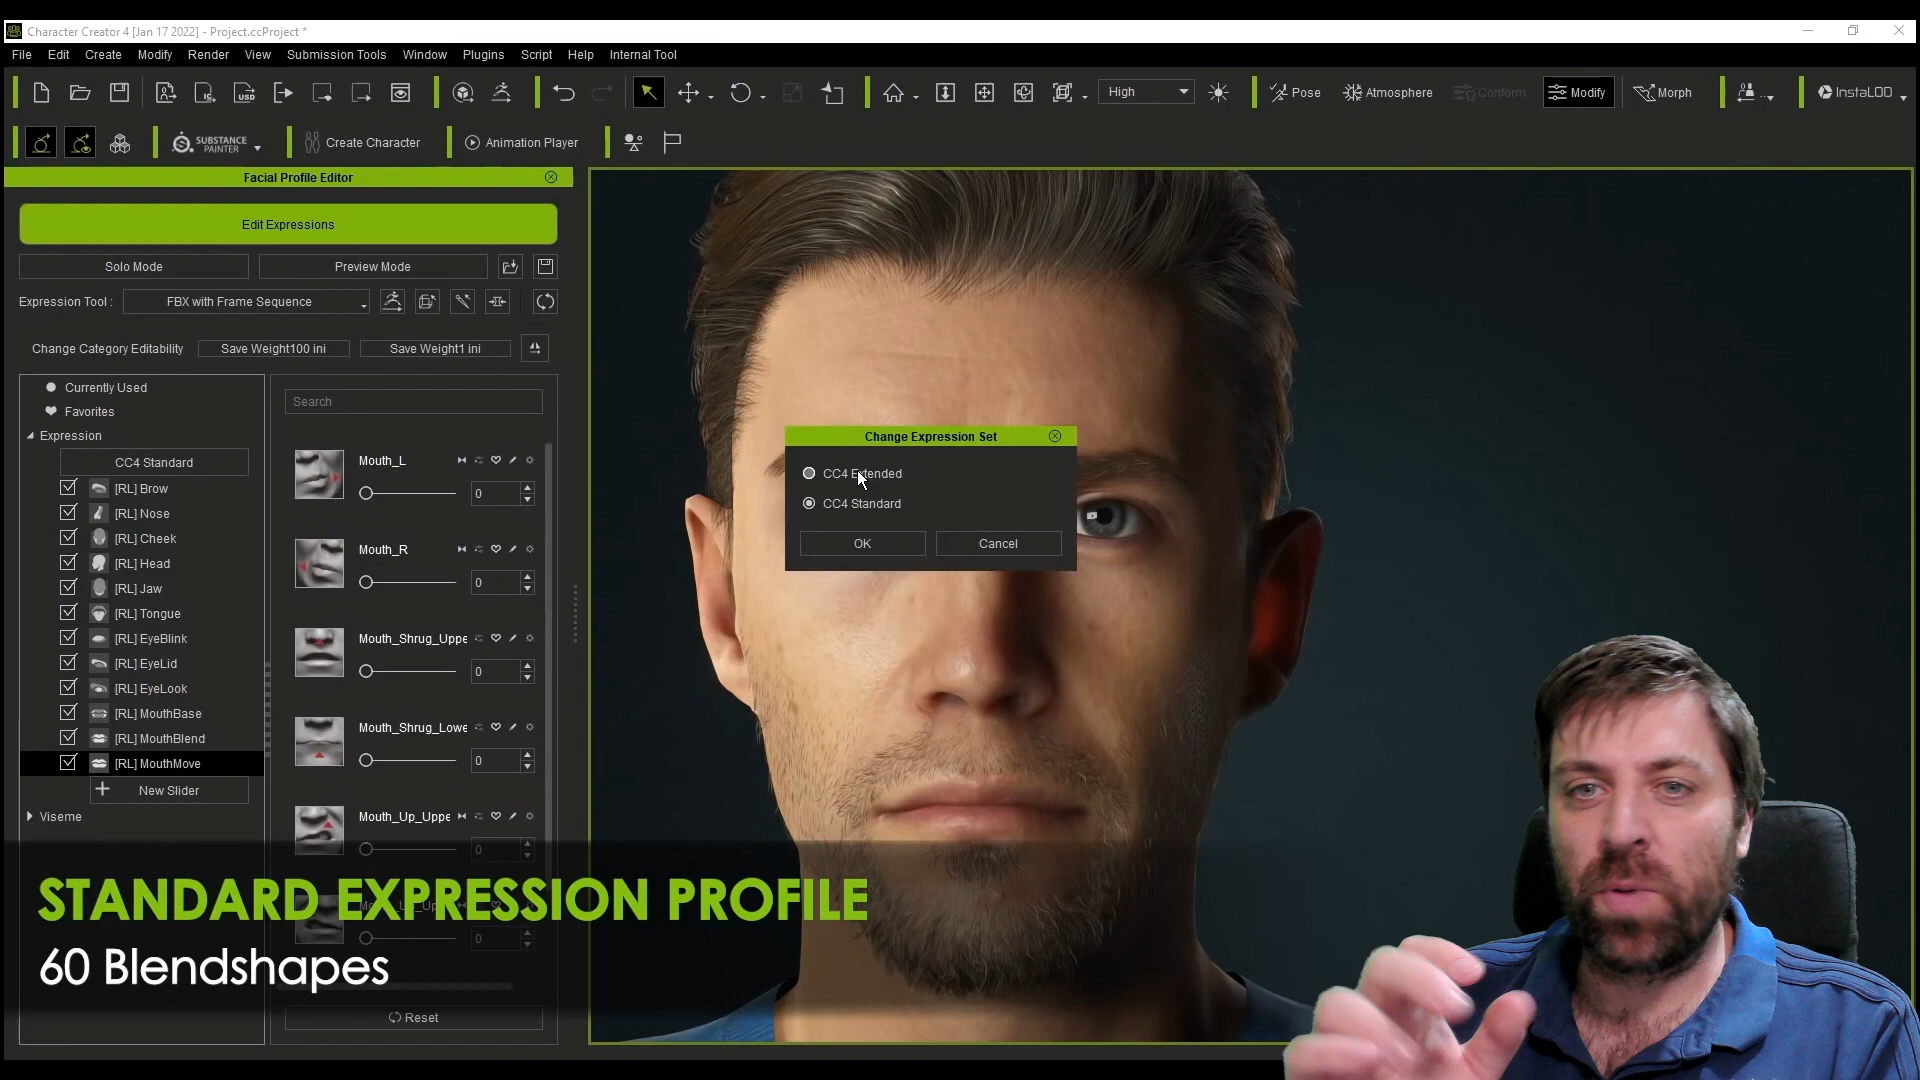 Character Creator 4 [Jan 17 2022] - Project.ccProject *
File Edit Create Modify Render View Submission Tools Window Plugins Script Help Internal Tool
High Pose Atmosphere Conform Modify Morph InstaLOD
SUBSTANCE PAINTER Create Character Animation Player
Facial Profile Editor
Edit Expressions
Solo Mode Preview Mode
Expression Tool : FBX with Frame Sequence
Change Category Editability Save Weight100 ini Save Weight1 ini
Currently Used
Favorites
Expression
CC4 Standard
[RL] Brow
[RL] Nose
[RL] Cheek
[RL] Head
[RL] Jaw
[RL] Tongue
[RL] EyeBlink
[RL] EyeLid
[RL] EyeLook
[RL] MouthBase
[RL] MouthBlend
[RL] MouthMove
New Slider
Viseme
Search
Mouth_L
0
Mouth_R
0
Mouth_Shrug_Uppe
0
Mouth_Shrug_Lowe
0
Mouth_Up_Uppe
0
0
Reset
Change Expression Set
CC4 Extended
CC4 Standard
OK Cancel
STANDARD EXPRESSION PROFILE
60 Blendshapes